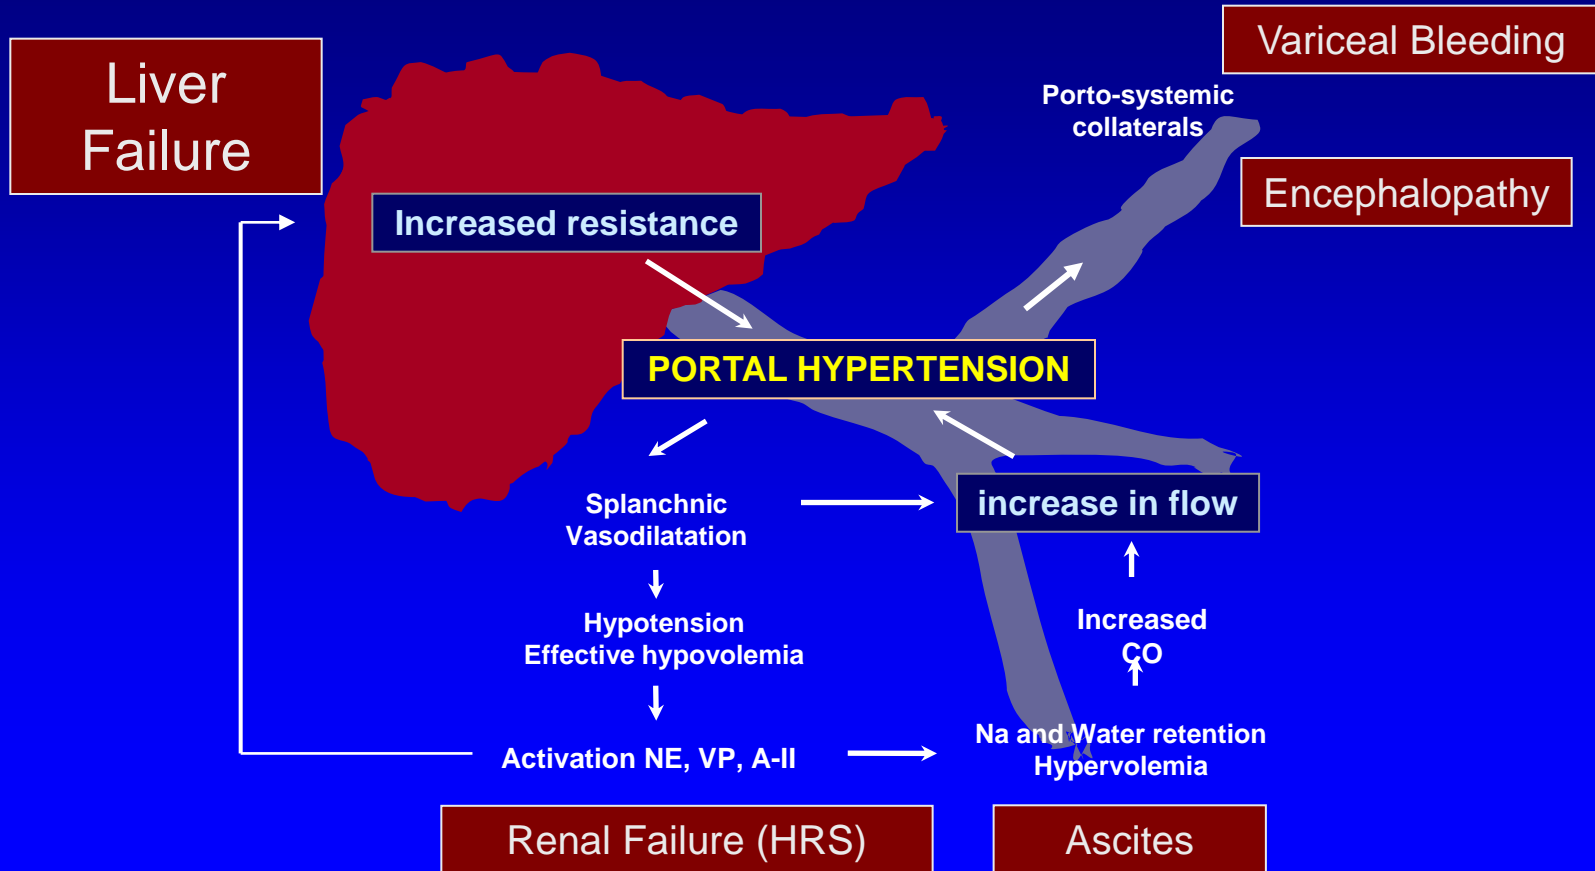 Variceal Bleeding
Liver
Failure
Porto-systemic
collaterals
Encephalopathy
Increased resistance
PORTAL HYPERTENSION
Splanchnic
Vasodilatation
increase in flow
Hypotension
Effective hypovolemia
Increased
CO
Activation NE, VP, A-II
Na and Water retention
Hypervolemia
Renal Failure (HRS)
Ascites